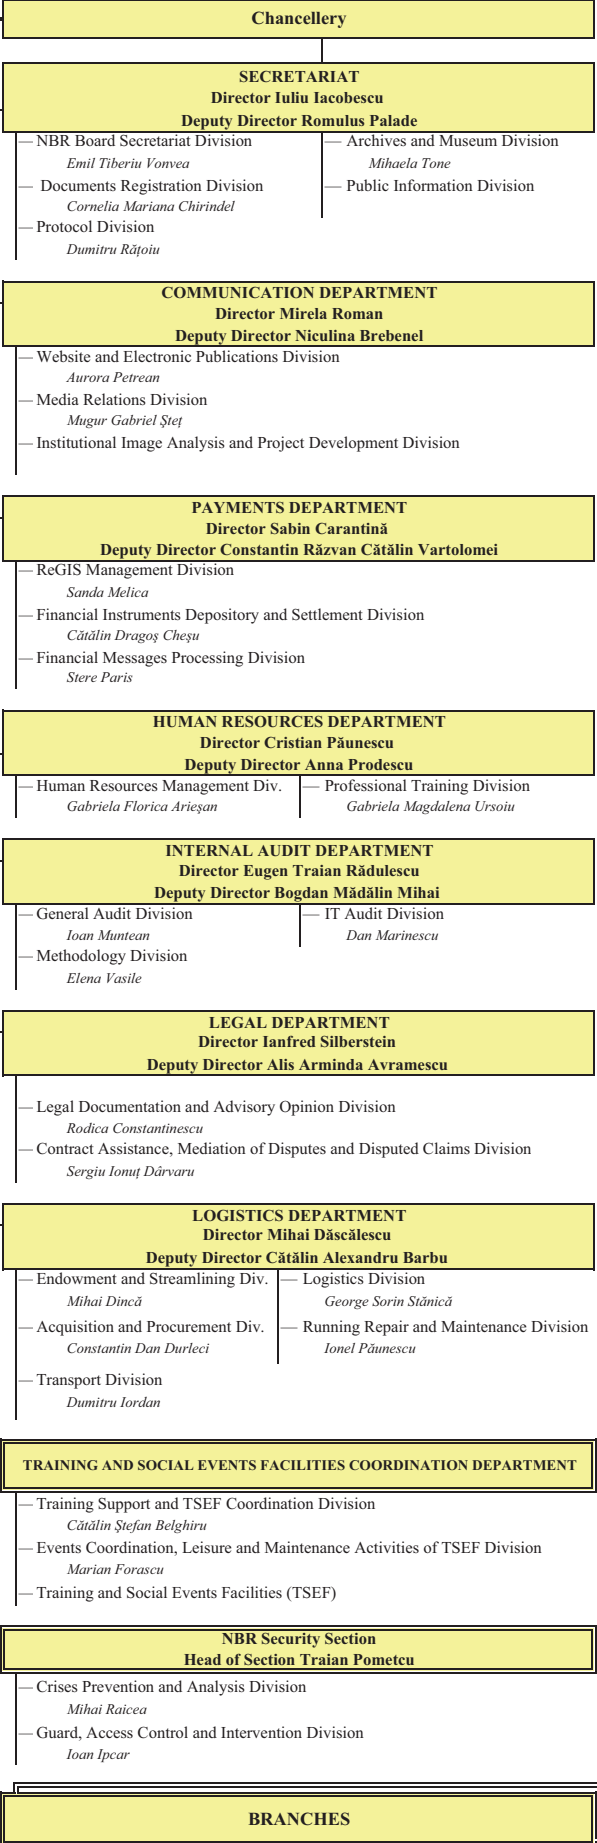 Chancellery
SECRETARIAT
Director Iuliu Iacobescu
Deputy Director Romulus Palade
— NBR Board Secretariat Division
Emil Tiberiu Vonvea
— Documents Registration Division
Cornelia Mariana Chirindel
— Protocol Division
Dumitru Rățoiu
— Archives and Museum Division
Mihaela Tone
— Public Information Division
COMMUNICATION DEPARTMENT
Director Mirela Roman
Deputy Director Niculina Brebenel
— Website and Electronic Publications Division
Aurora Petrean
— Media Relations Division
Mugur Gabriel Şteţ
— Institutional Image Analysis and Project Development Division
PAYMENTS DEPARTMENT
Director Sabin Carantină
Deputy Director Constantin Răzvan Cătălin Vartolomei
— ReGIS Management Division
Sanda Melica
— Financial Instruments Depository and Settlement Division
Cătălin Dragoş Cheşu
— Financial Messages Processing Division
Stere Paris
HUMAN RESOURCES DEPARTMENT
Director Cristian Păunescu
Deputy Director Anna Prodescu
— Human Resources Management Div.
Gabriela Florica Arieşan
— Professional Training Division
Gabriela Magdalena Ursoiu
INTERNAL AUDIT DEPARTMENT
Director Eugen Traian Rădulescu
Deputy Director Bogdan Mădălin Mihai
— General Audit Division
Ioan Muntean
— Methodology Division
Elena Vasile
— IT Audit Division
Dan Marinescu
LEGAL DEPARTMENT
Director Ianfred Silberstein
Deputy Director Alis Arminda Avramescu
— Legal Documentation and Advisory Opinion Division
Rodica Constantinescu
— Contract Assistance, Mediation of Disputes and Disputed Claims Division
Sergiu Ionuț Dârvaru
LOGISTICS DEPARTMENT
Director Mihai Dăscălescu
Deputy Director Cătălin Alexandru Barbu
— Endowment and Streamlining Div.
Mihai Dincă
— Acquisition and Procurement Div.
Constantin Dan Durleci
— Transport Division
Dumitru Iordan
— Logistics Division
George Sorin Stănică
— Running Repair and Maintenance Division
Ionel Păunescu
TRAINING AND SOCIAL EVENTS FACILITIES COORDINATION DEPARTMENT
— Training Support and TSEF Coordination Division
Cătălin Ştefan Belghiru
— Events Coordination, Leisure and Maintenance Activities of TSEF Division
Marian Forascu
— Training and Social Events Facilities (TSEF)
NBR Security Section
Head of Section Traian Pometcu
— Crises Prevention and Analysis Division
Mihai Raicea
— Guard, Access Control and Intervention Division
Ioan Ipcar
BRANCHES